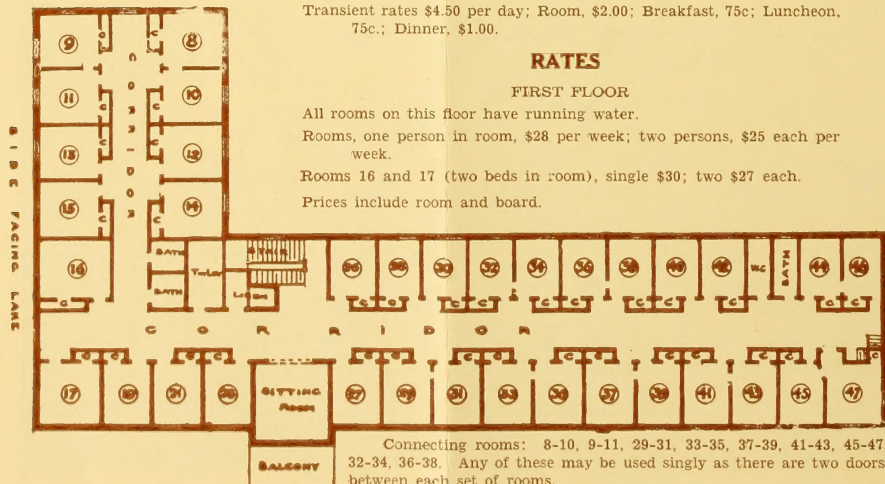 Transient rates $4.50 per day; Room, $2.00; Breakfast, 75c; Luncheon,
75c.; Dinner, $1.00.
RATES
FIRST FLOOR
All rooms on this floor have running water.
Rooms, one person in room, $28 per week; two persons, $25 each per
week.
Rooms 16 and 17 (two beds in room), single $30; two $27 each.
Prices include room and board.
SIDE FACING LAKE
CORRIDOR
9 C C 8
11 C C 10
13 C C 12
15 C C 14
16 C
BATH
BATH
STAIR
30 32 34 36 38 40 42 WC BATH 44 46
C C C C C C C C C C C
CORRIDOR
C C C C C C C C C C C C C
17 19 21
SITTING
ROOM
27 29 31 33 35 37 39 41 43 45 47
BALCONY
Connecting rooms: 8-10, 9-11, 29-31, 33-35, 37-39, 41-43, 45-47,
32-34, 36-38. Any of these may be used singly as there are two doors
between each set of rooms.